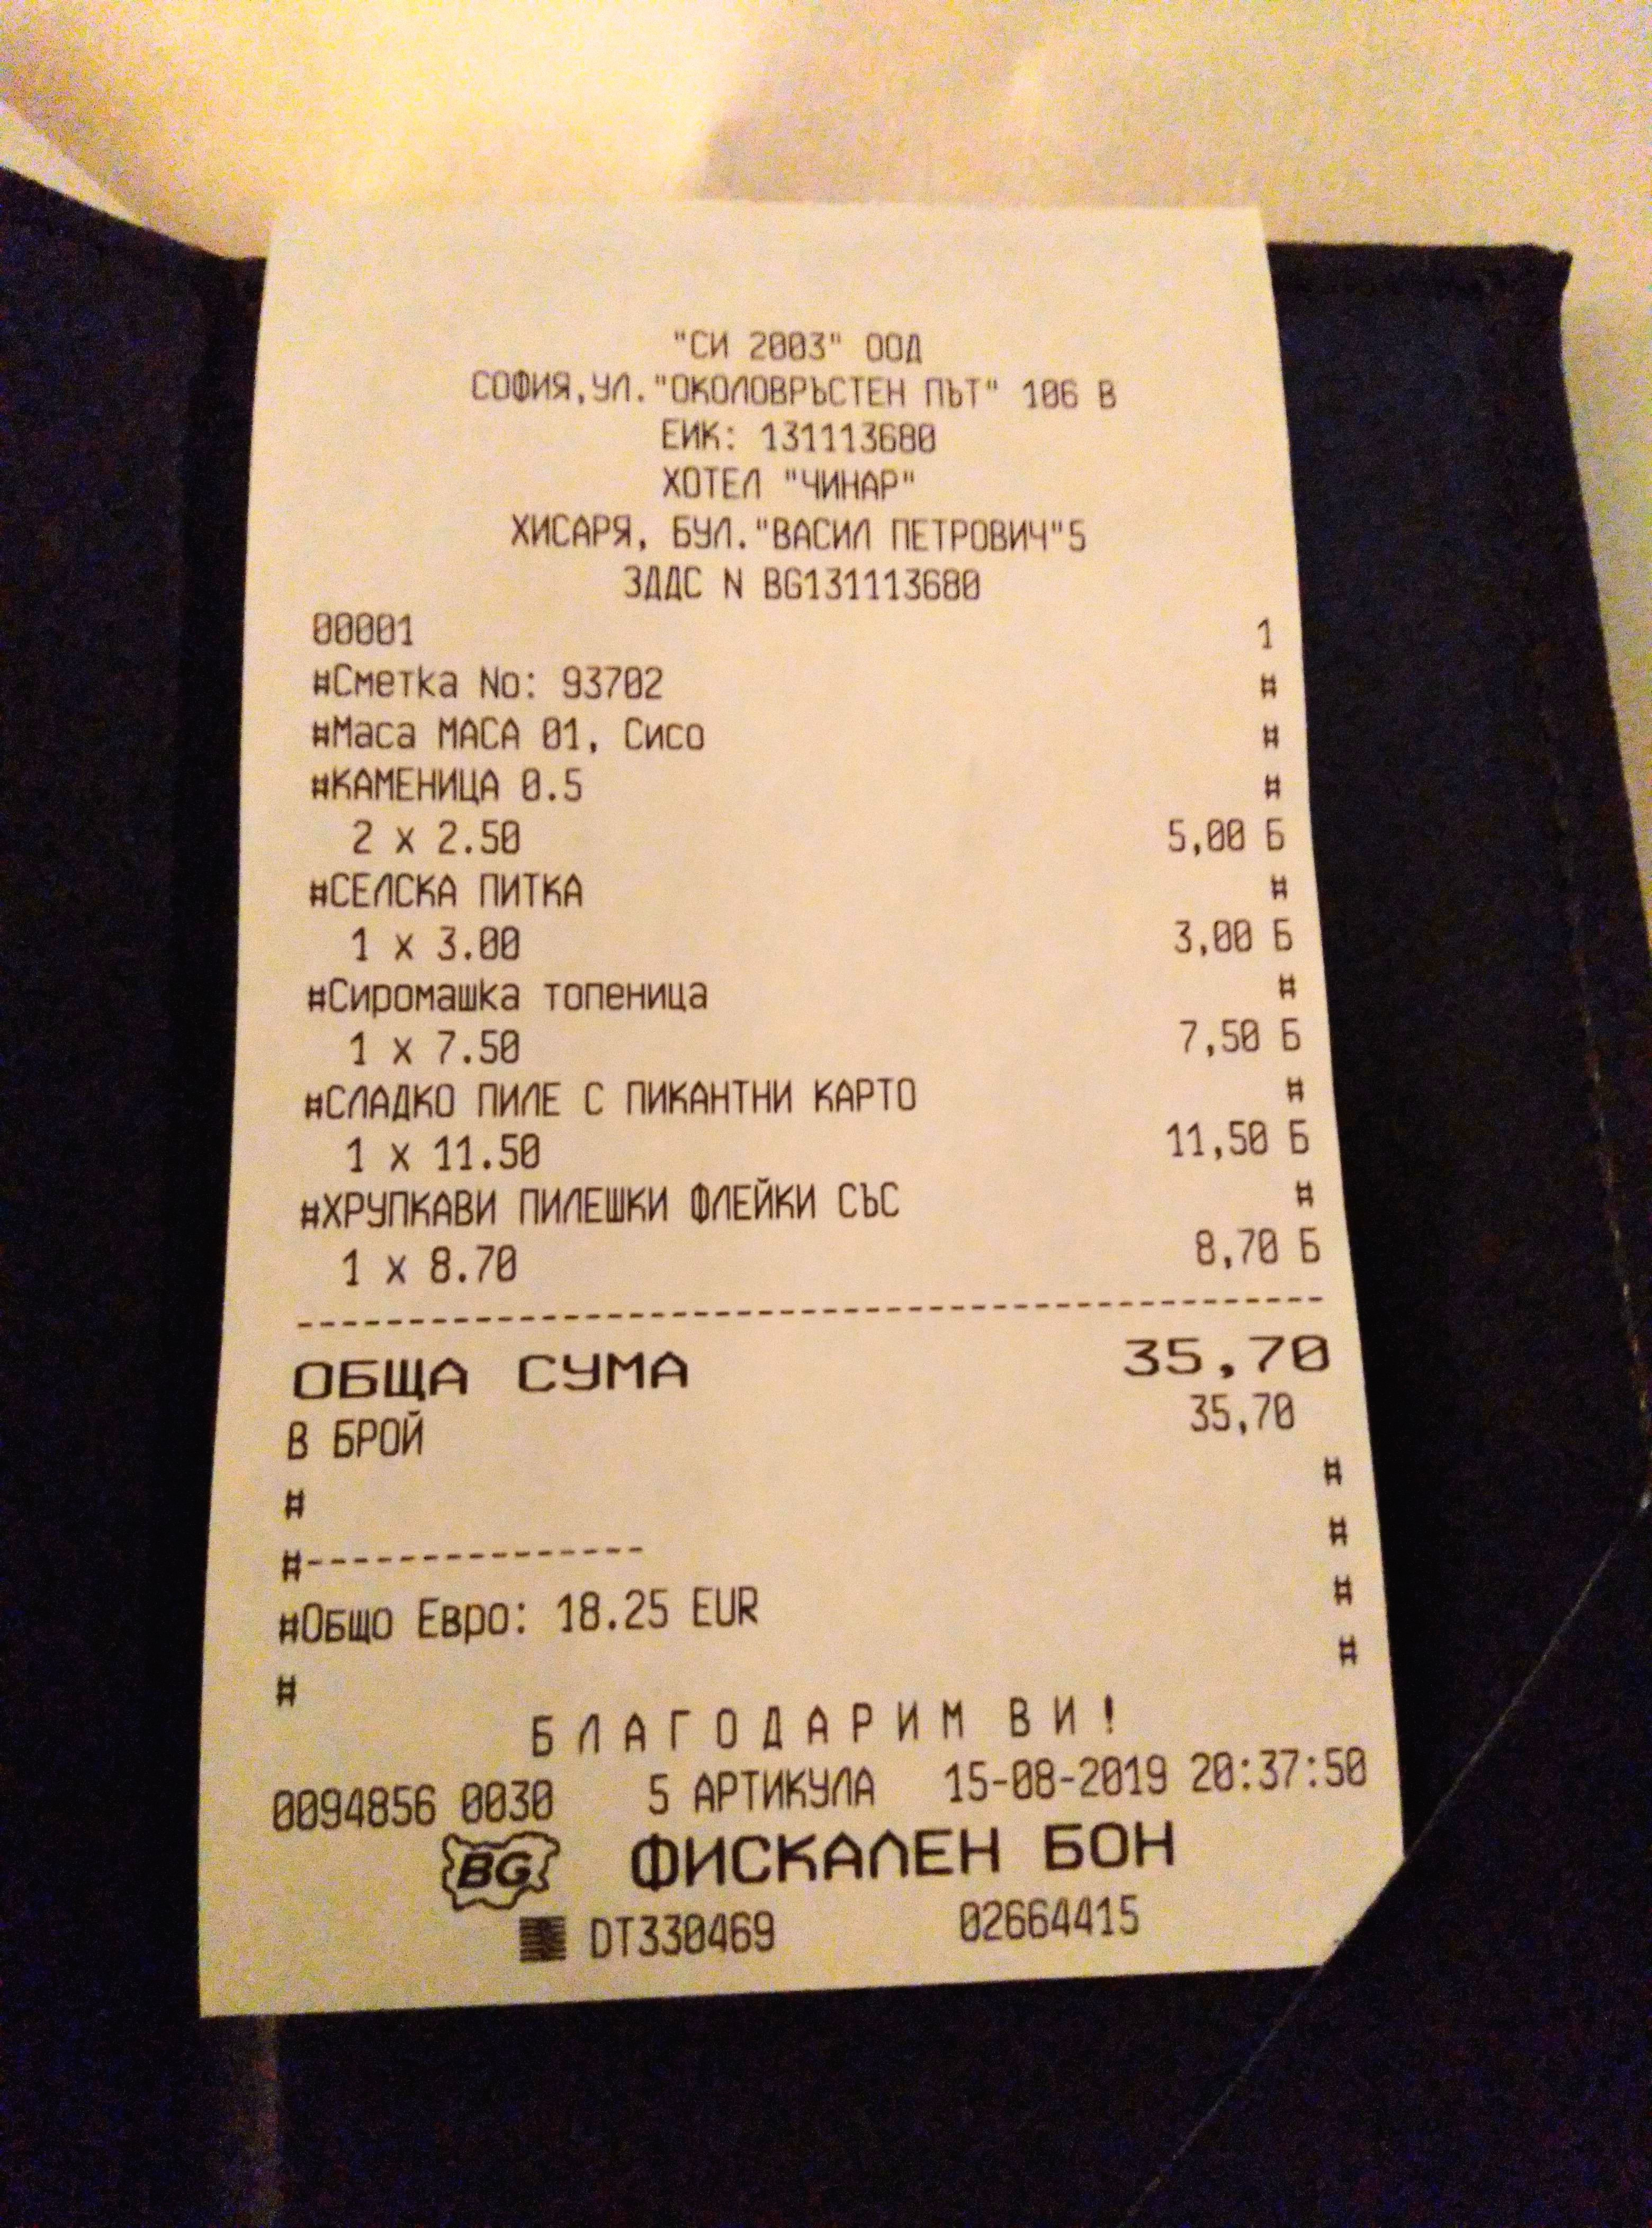 "СИ 2003" ООД
СОФИЯ,УЛ."ОКОЛОВРЪСТЕН ПЪТ" 106 В
ЕИК: 131113680
ХОТЕЛ "ЧИНАР"
ХИСАРЯ, БУЛ."ВАСИЛ ПЕТРОВИЧ"5
ЗДДС N BG131113680
00001 1
#Сметка No: 93702 #
#Маса МАСА 01, Сисо #
#КАМЕНИЦА 0.5 #
2 x 2.50 5,00 Б
#СЕЛСКА ПИТКА #
1 x 3.00 3,00 Б
#Сиромашка топеница #
1 x 7.50 7,50 Б
#СЛАДКО ПИЛЕ С ПИКАНТНИ КАРТО #
1 x 11.50 11,50 Б
#ХРУПКАВИ ПИЛЕШКИ ФЛЕЙКИ СЪС #
1 x 8.70 8,70 Б
----------------------------------------
ОБЩА СУМА 35,70
В БРОЙ 35,70
# #
#--------------- #
#Общо Евро: 18.25 EUR #
# #
Б Л А Г О Д А Р И М  В И !
0094856 0030 5 АРТИКУЛА 15-08-2019 20:37:50
BG ФИСКАЛЕН БОН
DT330469 02664415